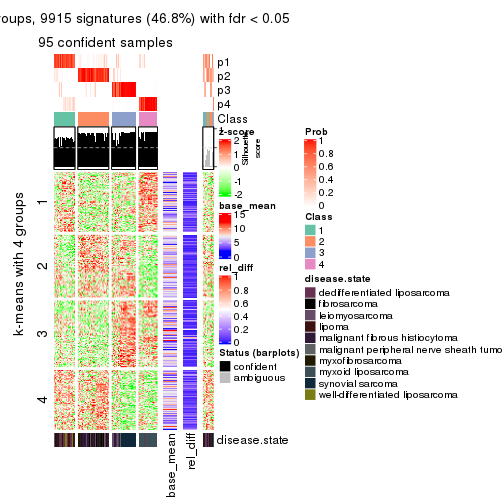 roups, 9915 signatures (46.8%) with fdr < 0.05
95 confident samples
p1
p2
p3
p4
Class
Silhouette
score
k-means with 4 groups
1
2
3
4
base_mean
rel_diff
disease.state
z-score
2
1
0
-1
-2
base_mean
15
10
5
0
rel_diff
1
0.8
0.6
0.4
0.2
0
Status (barplots)
confident
ambiguous
Prob
1
0.8
0.6
0.4
0.2
0
Class
1
2
3
4
disease.state
dedifferentiated liposarcoma
fibrosarcoma
leiomyosarcoma
lipoma
malignant fibrous histiocytoma
malignant peripheral nerve sheath tumo
myxofibrosarcoma
myxoid liposarcoma
synovial sarcoma
well-differentiated liposarcoma